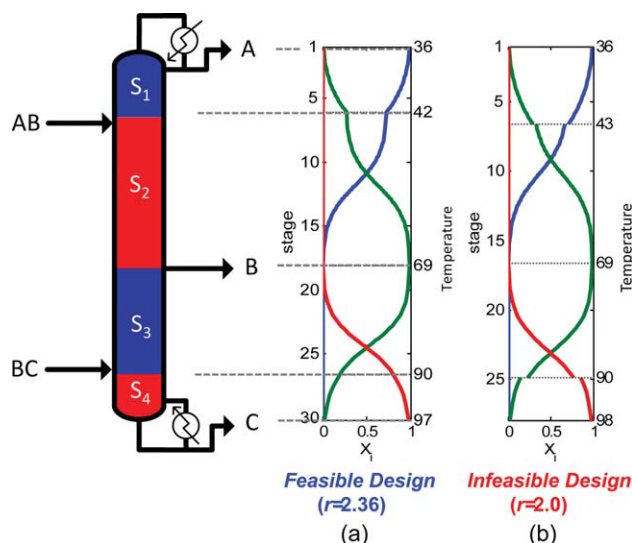 A
S1
AB
S2
B
S3
BC
S4
C
1
5
10
15
20
25
30
stage
0
0.5
1
Xi
36
42
69
90
97
Temperature
Feasible Design
(r=2.36)
(a)
1
5
10
15
20
25
stage
0
0.5
1
Xi
36
43
69
90
98
Temperature
Infeasible Design
(r=2.0)
(b)